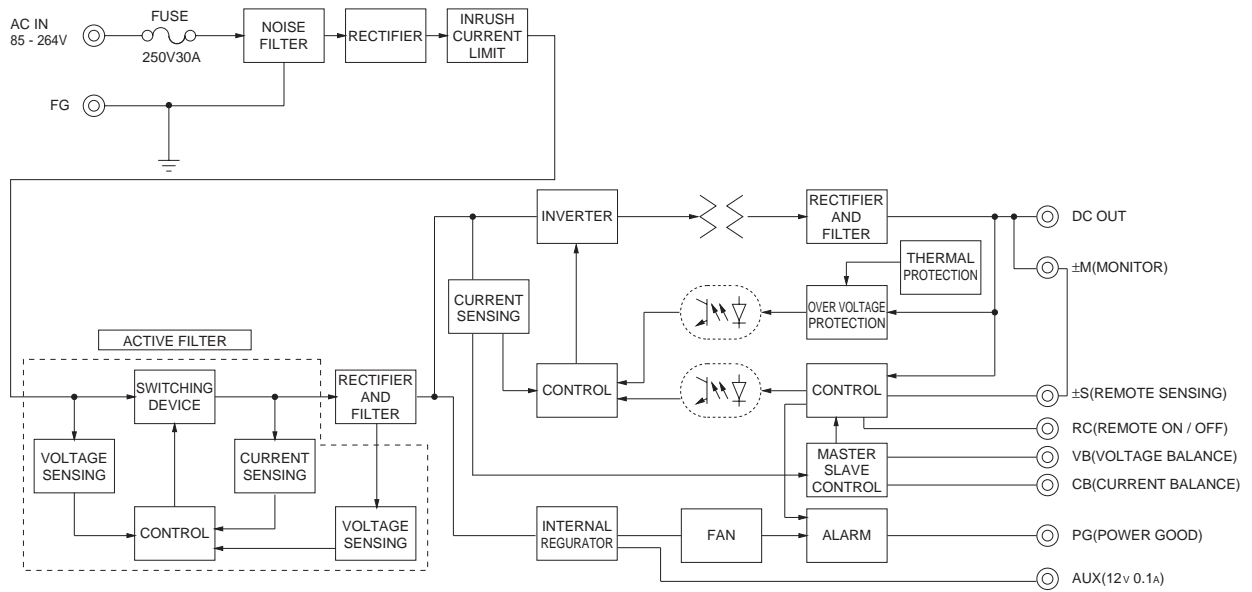 AC IN
85 - 264V
FUSE
250V30A
NOISE
FILTER
RECTIFIER
INRUSH
CURRENT
LIMIT
FG
INVERTER
RECTIFIER
AND
FILTER
DC OUT
THERMAL
PROTECTION
±M(MONITOR)
CURRENT
SENSING
OVER VOLTAGE
PROTECTION
ACTIVE FILTER
SWITCHING
DEVICE
RECTIFIER
AND
FILTER
CONTROL
CONTROL
±S(REMOTE SENSING)
RC(REMOTE ON / OFF)
VOLTAGE
SENSING
CURRENT
SENSING
MASTER
SLAVE
CONTROL
VB(VOLTAGE BALANCE)
CB(CURRENT BALANCE)
CONTROL
VOLTAGE
SENSING
INTERNAL
REGURATOR
FAN
ALARM
PG(POWER GOOD)
AUX(12V 0.1A)